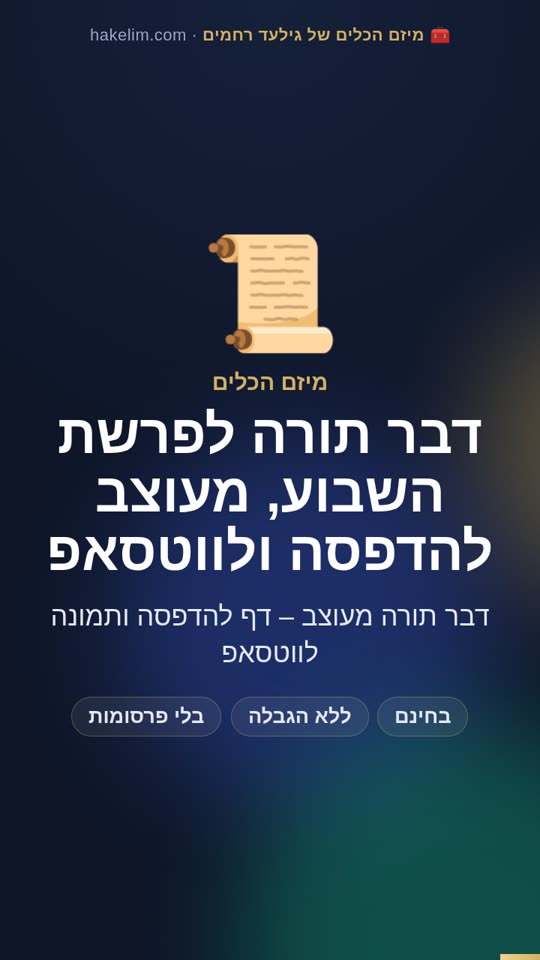 🧰 מיזם הכלים של גילעד רחמים · hakelim.com
מיזם הכלים
דבר תורה לפרשת
השבוע, מעוצב
להדפסה ולווטסאפ
דבר תורה מעוצב – דף להדפסה ותמונה
לווטסאפ
בחינם
ללא הגבלה
בלי פרסומות